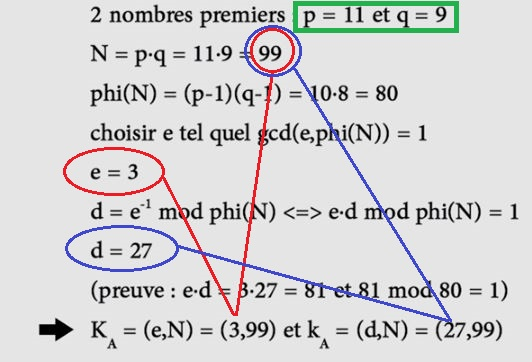 2 nombres premiers p = 11 et q = 9
N = p·q = 11·9 = 99
phi(N) = (p-1)(q-1) = 10·8 = 80
choisir e tel quel gcd(e,phi(N)) = 1
e = 3
d = e⁻¹ mod phi(N) <=> e·d mod phi(N) = 1
d = 27
(preuve : e·d = 3·27 = 81 et 81 mod 80 = 1)
K_A = (e,N) = (3,99) et k_A = (d,N) = (27,99)